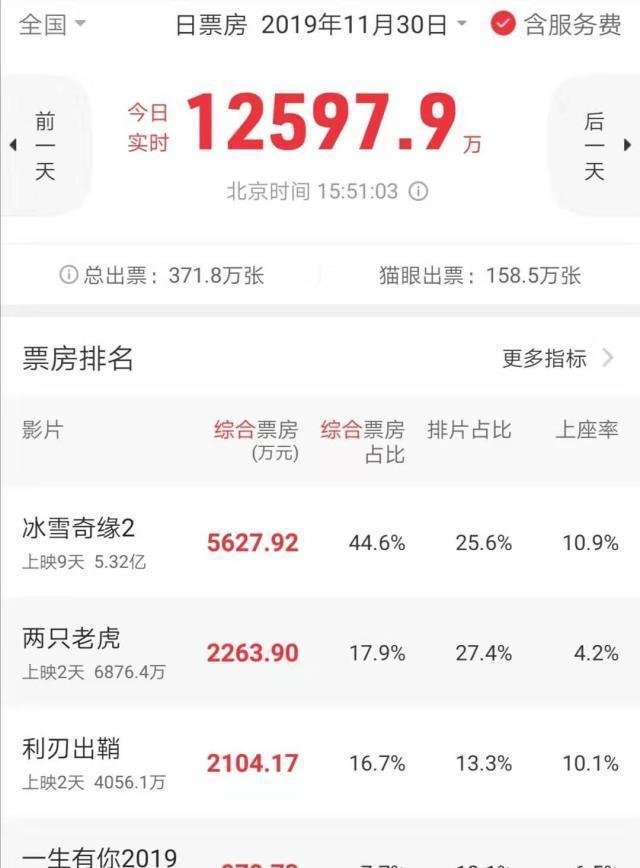 全国 日票房 2019年11月30日 含服务费
前一天 今日实时 12597.9万 后一天
北京时间 15:51:03
总出票：371.8万张 猫眼出票：158.5万张
票房排名 更多指标
影片 综合票房(万元) 综合票房占比 排片占比 上座率
冰雪奇缘2 5627.92 44.6% 25.6% 10.9%
上映9天 5.32亿
两只老虎 2263.90 17.9% 27.4% 4.2%
上映2天 6876.4万
利刃出鞘 2104.17 16.7% 13.3% 10.1%
上映2天 4056.1万
一生有你2019